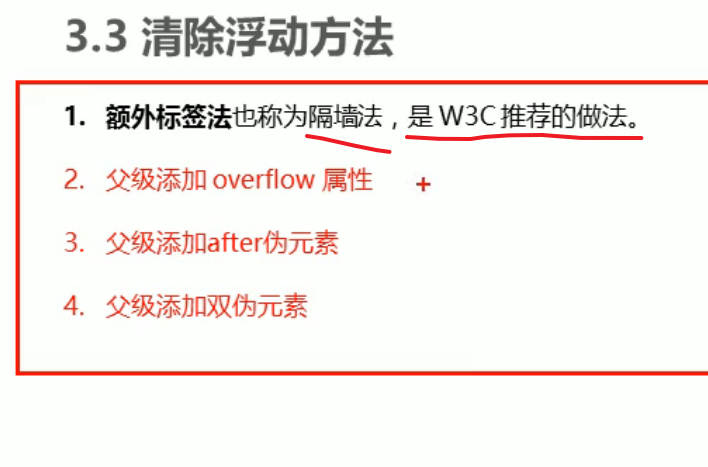 3.3 清除浮动方法
1. 额外标签法也称为隔墙法，是 W3C 推荐的做法。
2. 父级添加 overflow 属性
3. 父级添加after伪元素
4. 父级添加双伪元素